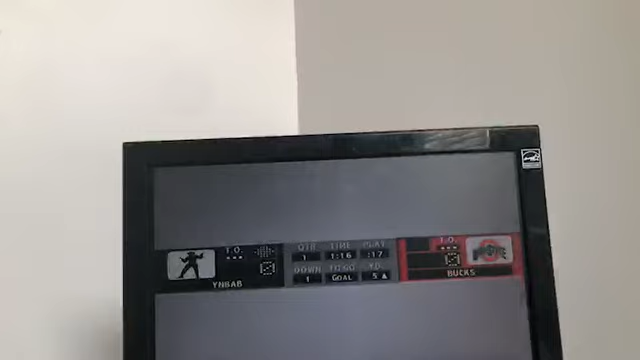 T.O.
QTR TIME PLAY
1 1:16 :17
DOWN TO GO YD
1 GOAL 5▲
YNBAB
T.O.
BUCKS